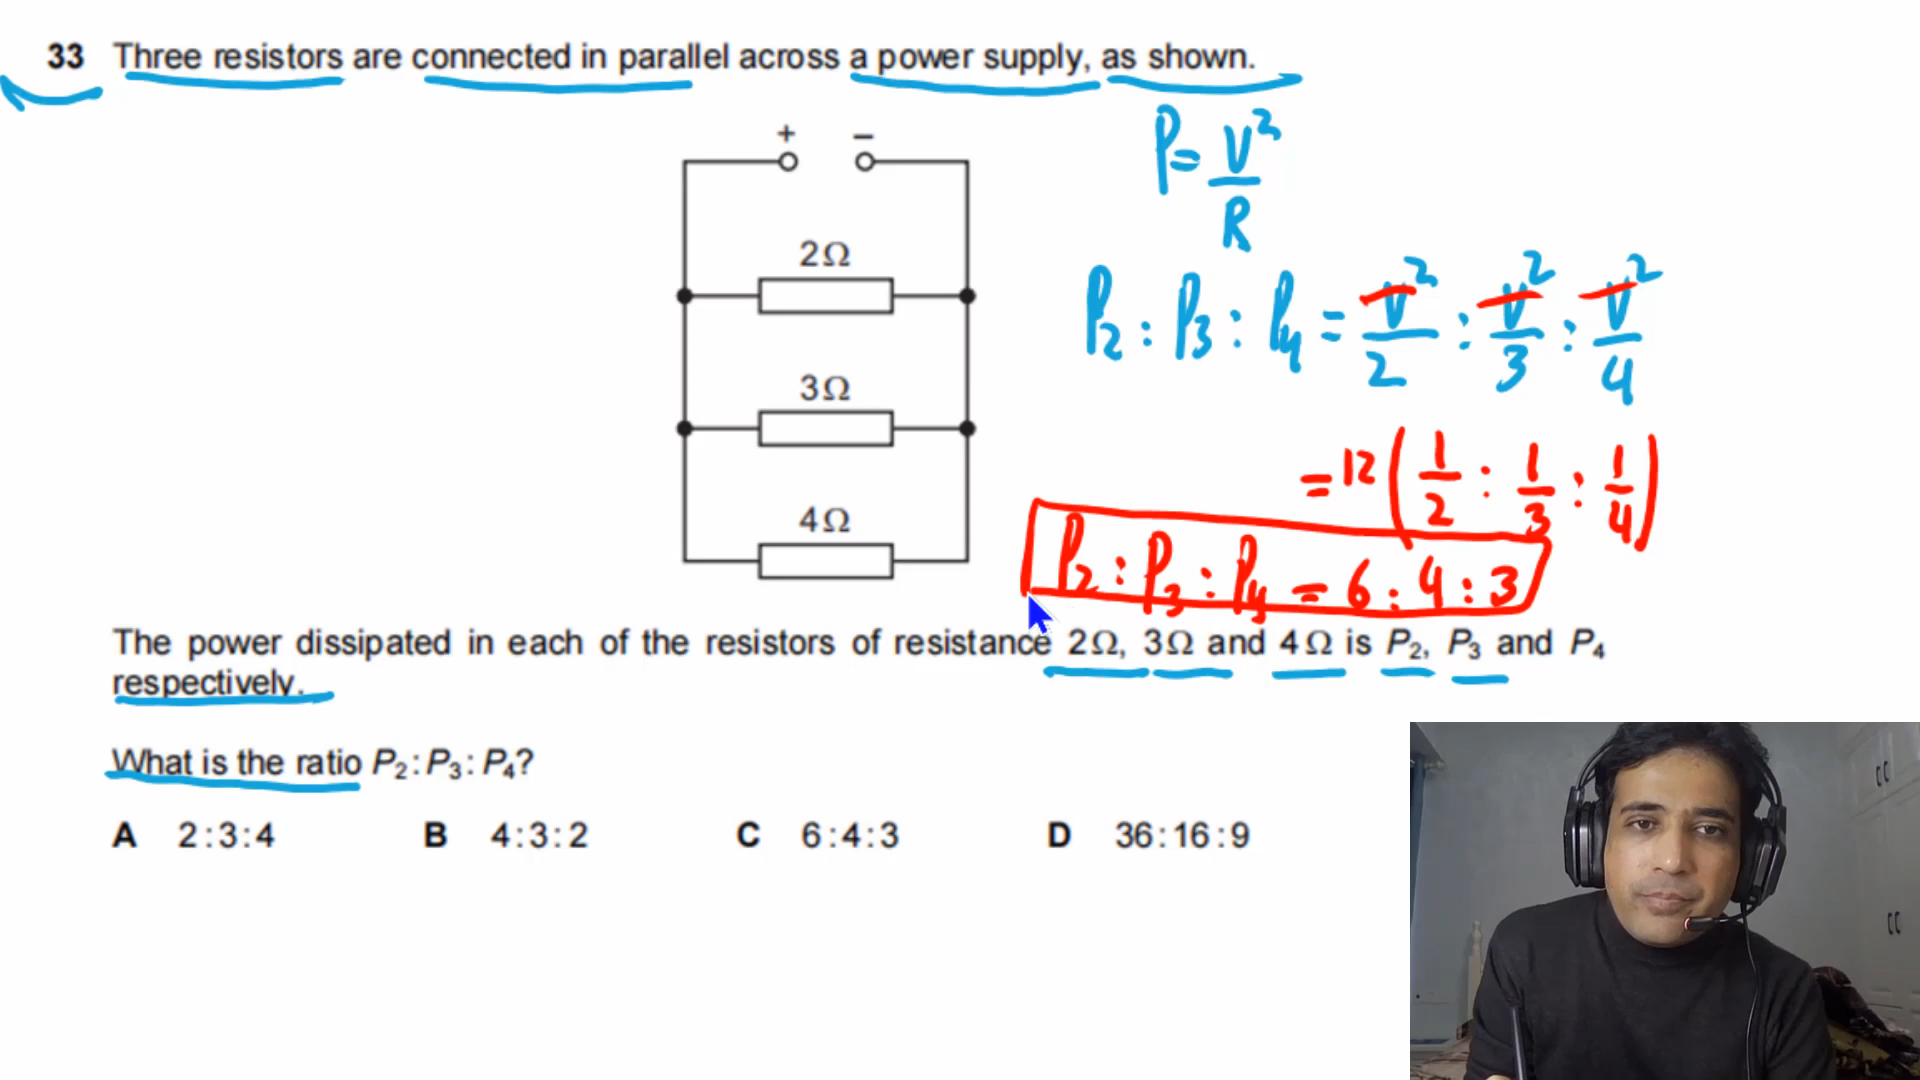 33 Three resistors are connected in parallel across a power supply, as shown.
+ −
P = V²/R
2Ω
P₂ : P₃ : P₄ = V²/2 : V²/3 : V²/4
3Ω
= 12 (1/2 : 1/3 : 1/4)
4Ω
P₂ : P₃ : P₄ = 6 : 4 : 3
The power dissipated in each of the resistors of resistance 2Ω, 3Ω and 4Ω is P₂, P₃ and P₄
respectively.
What is the ratio P₂ : P₃ : P₄?
A 2 : 3 : 4 B 4 : 3 : 2 C 6 : 4 : 3 D 36 : 16 : 9